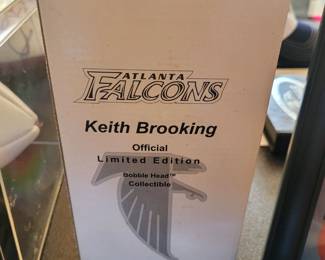 ATLANTA
FALCONS
Keith Brooking
Official
Limited Edition
Bobble Head™
Collectible